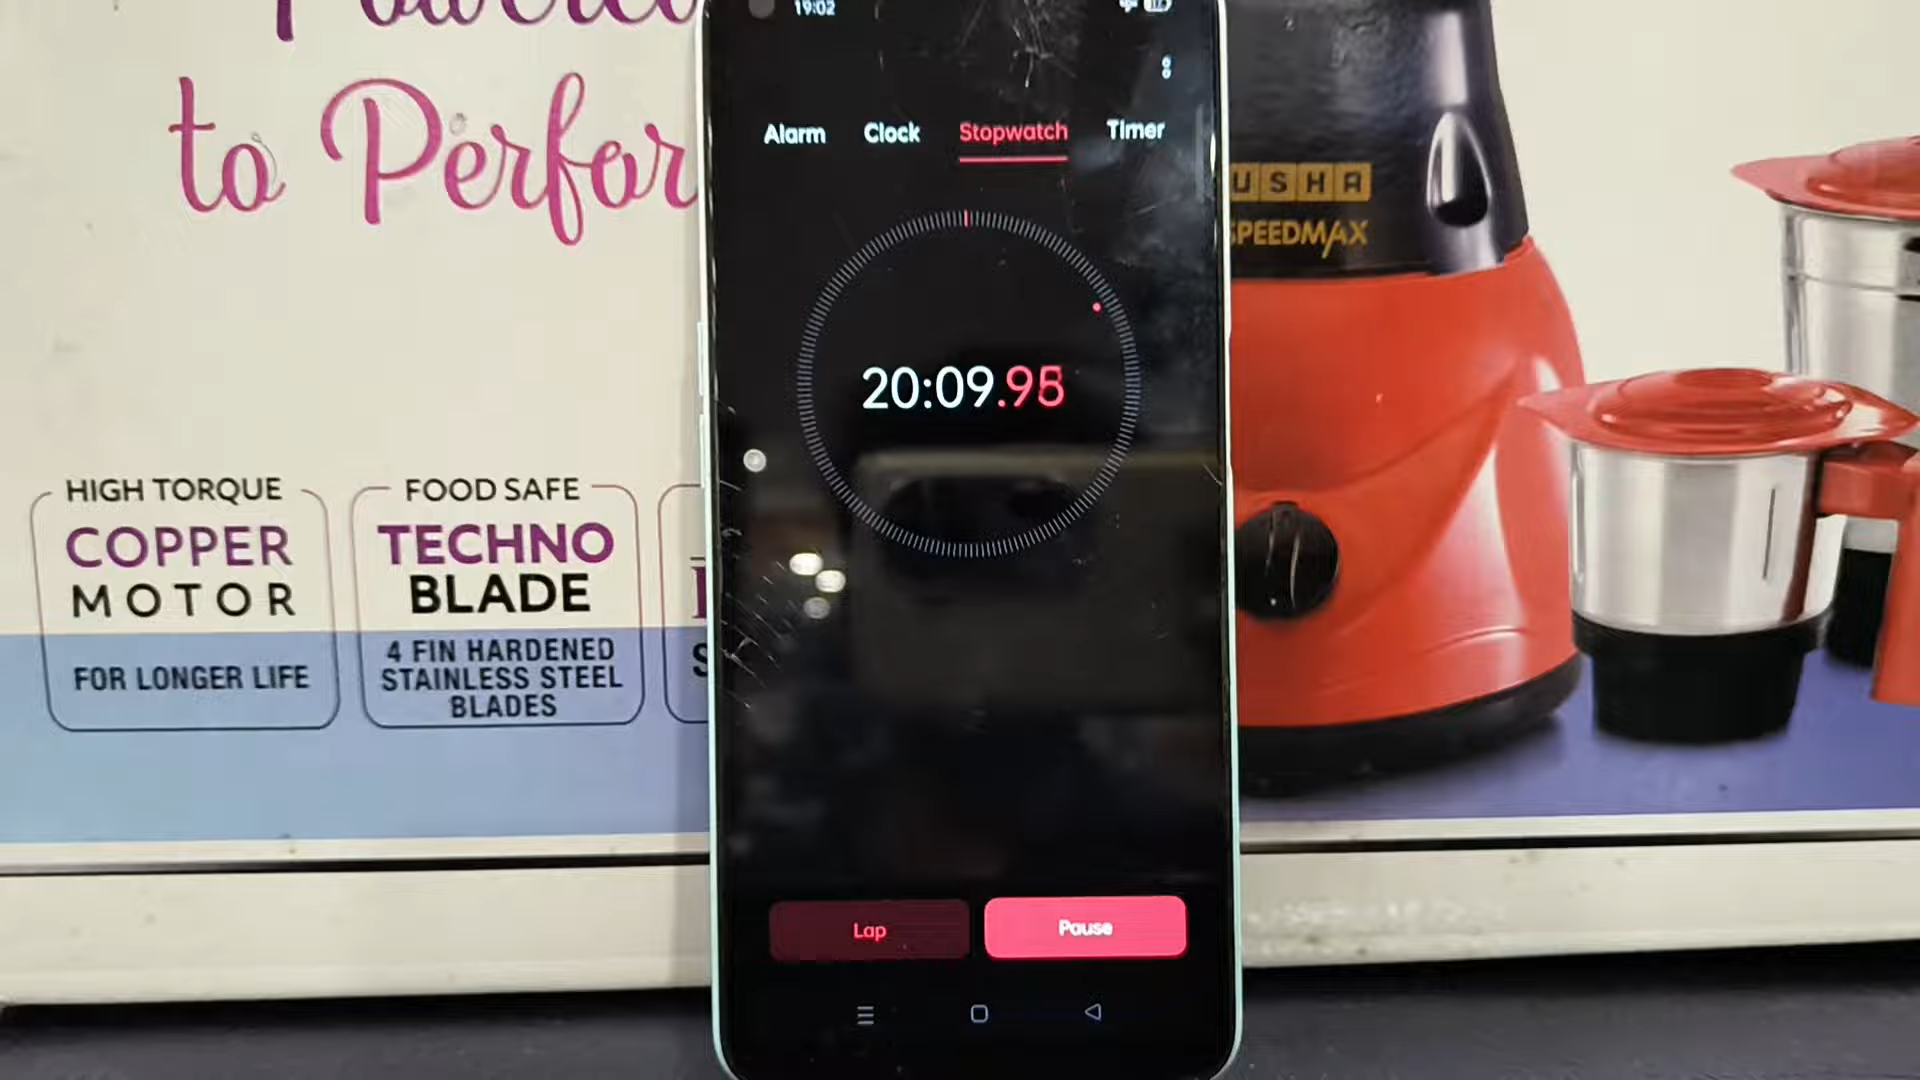 to Perfor
HIGH TORQUE
COPPER
MOTOR
FOR LONGER LIFE
FOOD SAFE
TECHNO
BLADE
4 FIN HARDENED
STAINLESS STEEL
BLADES
19:02
Alarm Clock Stopwatch Timer
20:09.95
Lap Pause
USHA
SPEEDMAX